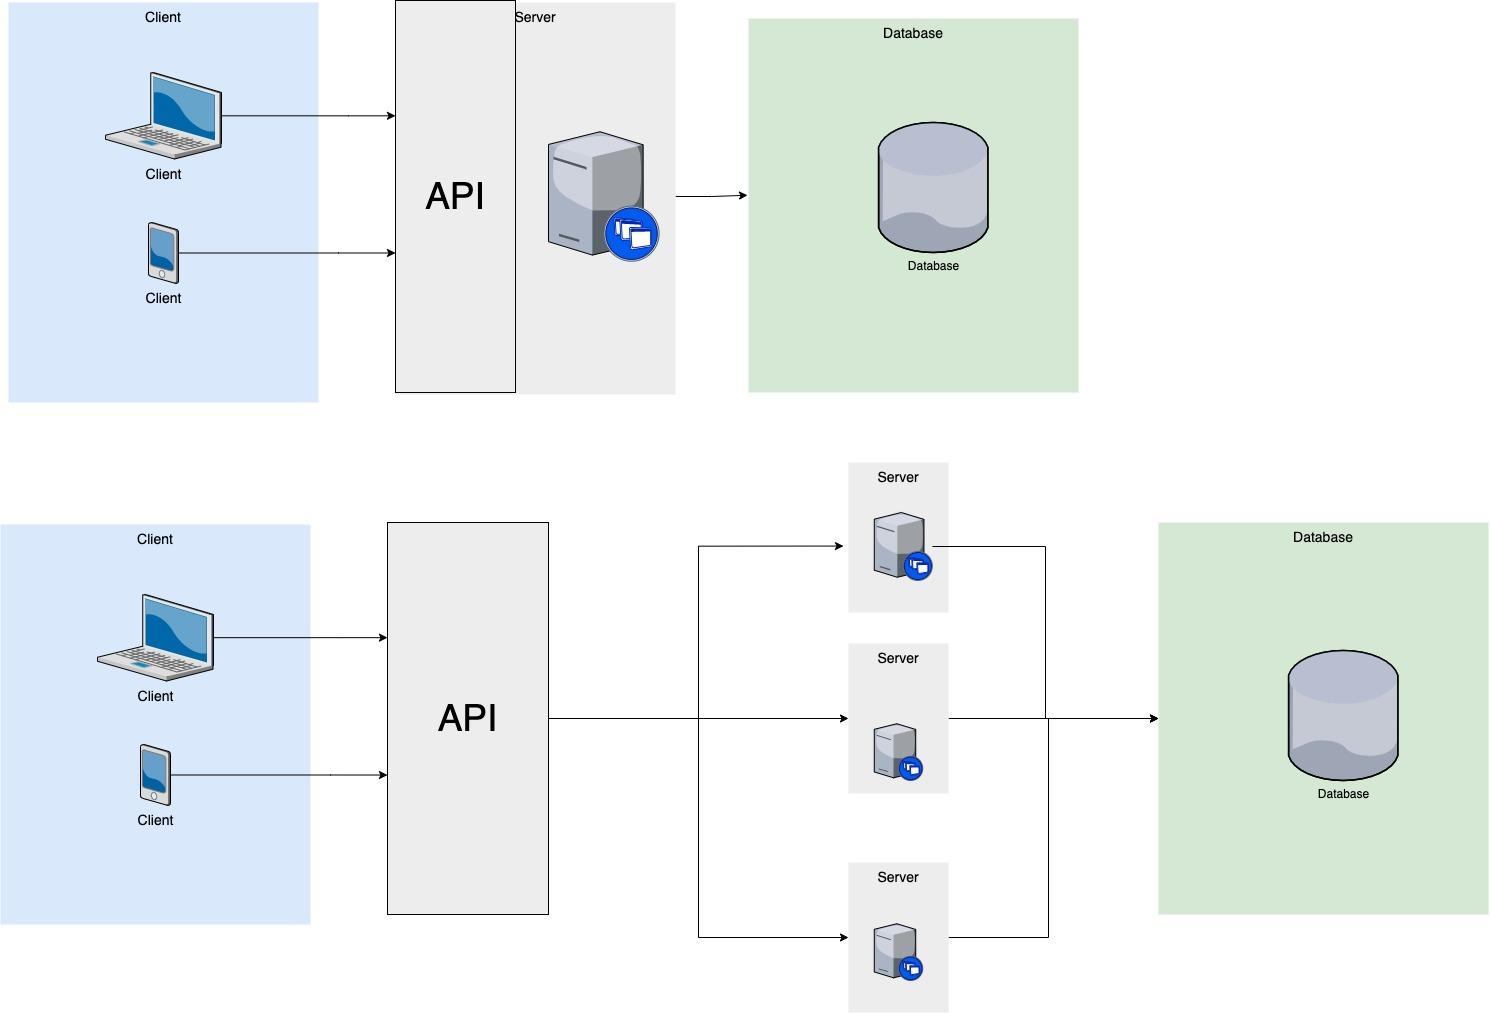 Client
Server
Database
Client
API
Database
Client
Server
Client
Database
Server
Client
API
Database
Client
Server